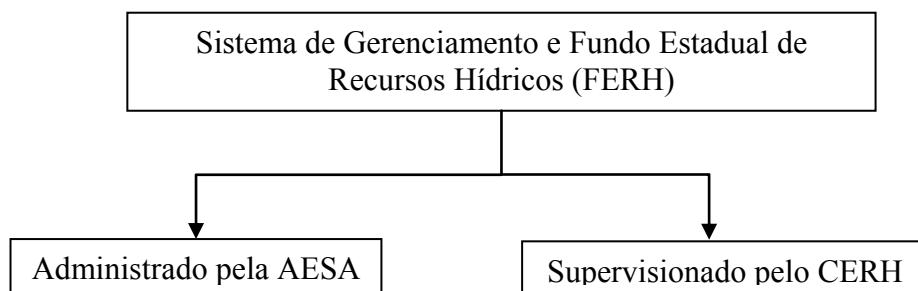 Sistema de Gerenciamento e Fundo Estadual de
Recursos Hídricos (FERH)
Administrado pela AESA
Supervisionado pelo CERH